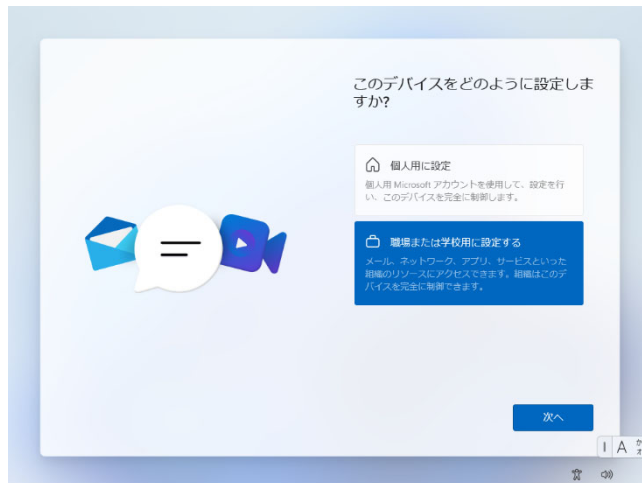 このデバイスをどのように設定しま
すか?
個人用に設定
個人用 Microsoft アカウントを使用して、設定を行
い、このデバイスを完全に制御します。
職場または学校用に設定する
メール、ネットワーク、アプリ、サービスといった
組織のリソースにアクセスできます。組織はこのデ
バイスを完全に制御できます。
次へ
A